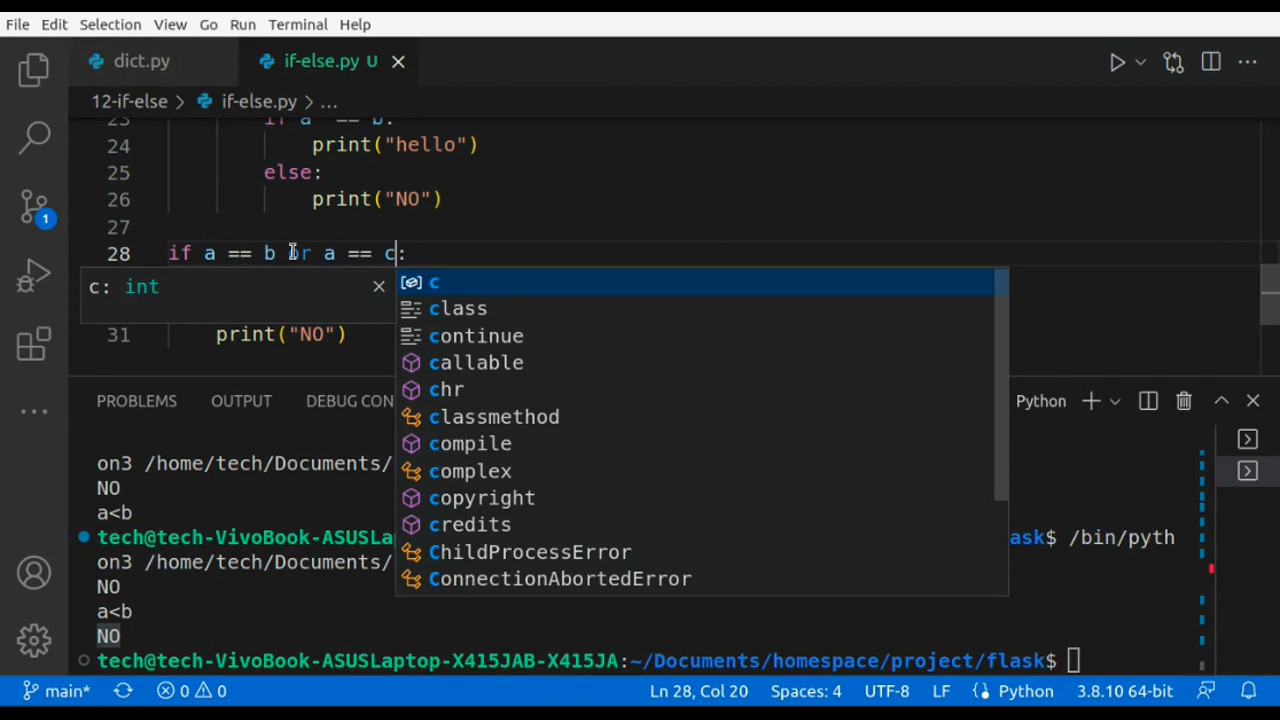 File Edit Selection View Go Run Terminal Help
dict.py if-else.py U
12-if-else > if-else.py > ...
23 if a == b:
24 print("hello")
25 else:
26 print("NO")
27
28 if a == b or a == c:
c: int
c
class
continue
31 print("NO")
callable
chr
PROBLEMS OUTPUT DEBUG CON Python
classmethod
compile
on3 /home/tech/Documents/
complex
NO
copyright
a<b
credits
tech@tech-VivoBook-ASUSLa ask$ /bin/pyth
ChildProcessError
on3 /home/tech/Documents/
ConnectionAbortedError
NO
a<b
NO
tech@tech-VivoBook-ASUSLaptop-X415JAB-X415JA:~/Documents/homespace/project/flask$
main* 0 0 Ln 28, Col 20 Spaces: 4 UTF-8 LF Python 3.8.10 64-bit
1